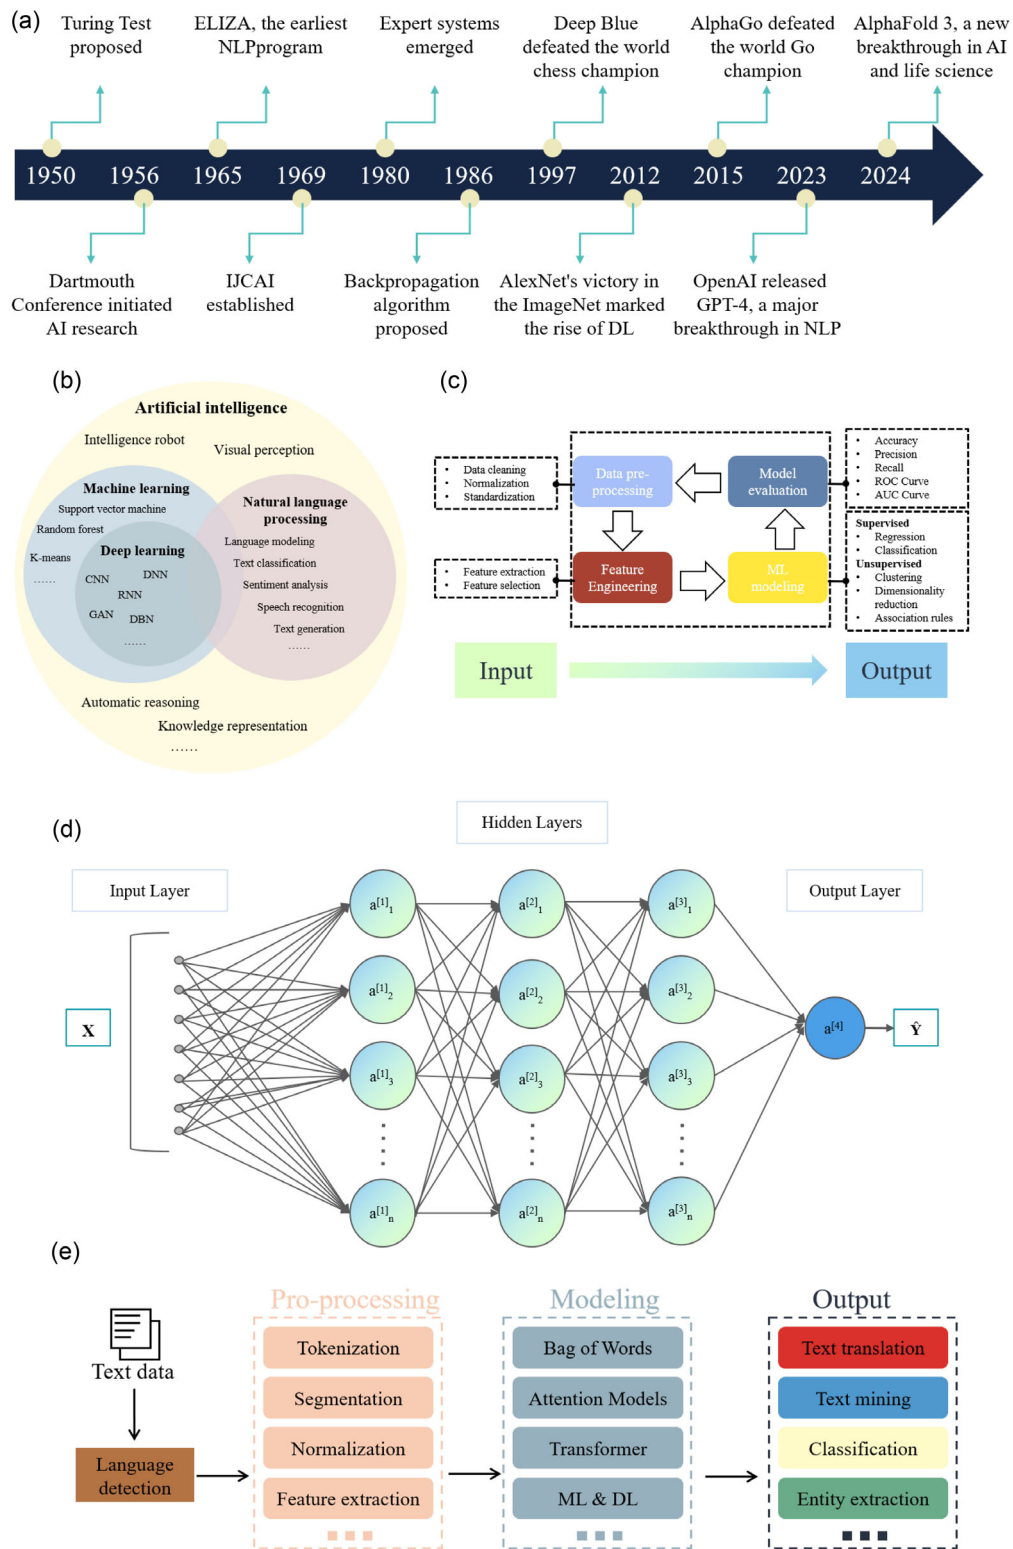 (a)
Turing Test
proposed
ELIZA, the earliest
NLPprogram
Expert systems
emerged
Deep Blue
defeated the world
chess champion
AlphaGo defeated
the world Go
champion
AlphaFold 3, a new
breakthrough in AI
and life science
1950 1956 1965 1969 1980 1986 1997 2012 2015 2023 2024
Dartmouth
Conference initiated
AI research
IJCAI
established
Backpropagation
algorithm
proposed
AlexNet's victory in
the ImageNet marked
the rise of DL
OpenAI released
GPT-4, a major
breakthrough in NLP
(b)
Artificial intelligence
Intelligence robot
Visual perception
Machine learning
Support vector machine
Random forest
K-means
......
Deep learning
CNN
DNN
RNN
GAN
DBN
......
Natural language
processing
Language modeling
Text classification
Sentiment analysis
Speech recognition
Text generation
......
Automatic reasoning
Knowledge representation
......
(c)
• Data cleaning
• Normalization
• Standardization
Data pre-
processing
Model
evaluation
• Accuracy
• Precision
• Recall
• ROC Curve
• AUC Curve
• Feature extraction
• Feature selection
Feature
Engineering
ML
modeling
Supervised
• Regression
• Classification
Unsupervised
• Clustering
• Dimensionality
reduction
• Association rules
Input
Output
(d)
Hidden Layers
Input Layer
Output Layer
X
a[1]1
a[2]1
a[3]1
a[1]2
a[2]2
a[3]2
a[1]3
a[2]3
a[3]3
a[1]n
a[2]n
a[3]n
a[4]
Ŷ
(e)
Text data
Language
detection
Pro-processing
Tokenization
Segmentation
Normalization
Feature extraction
Modeling
Bag of Words
Attention Models
Transformer
ML & DL
Output
Text translation
Text mining
Classification
Entity extraction